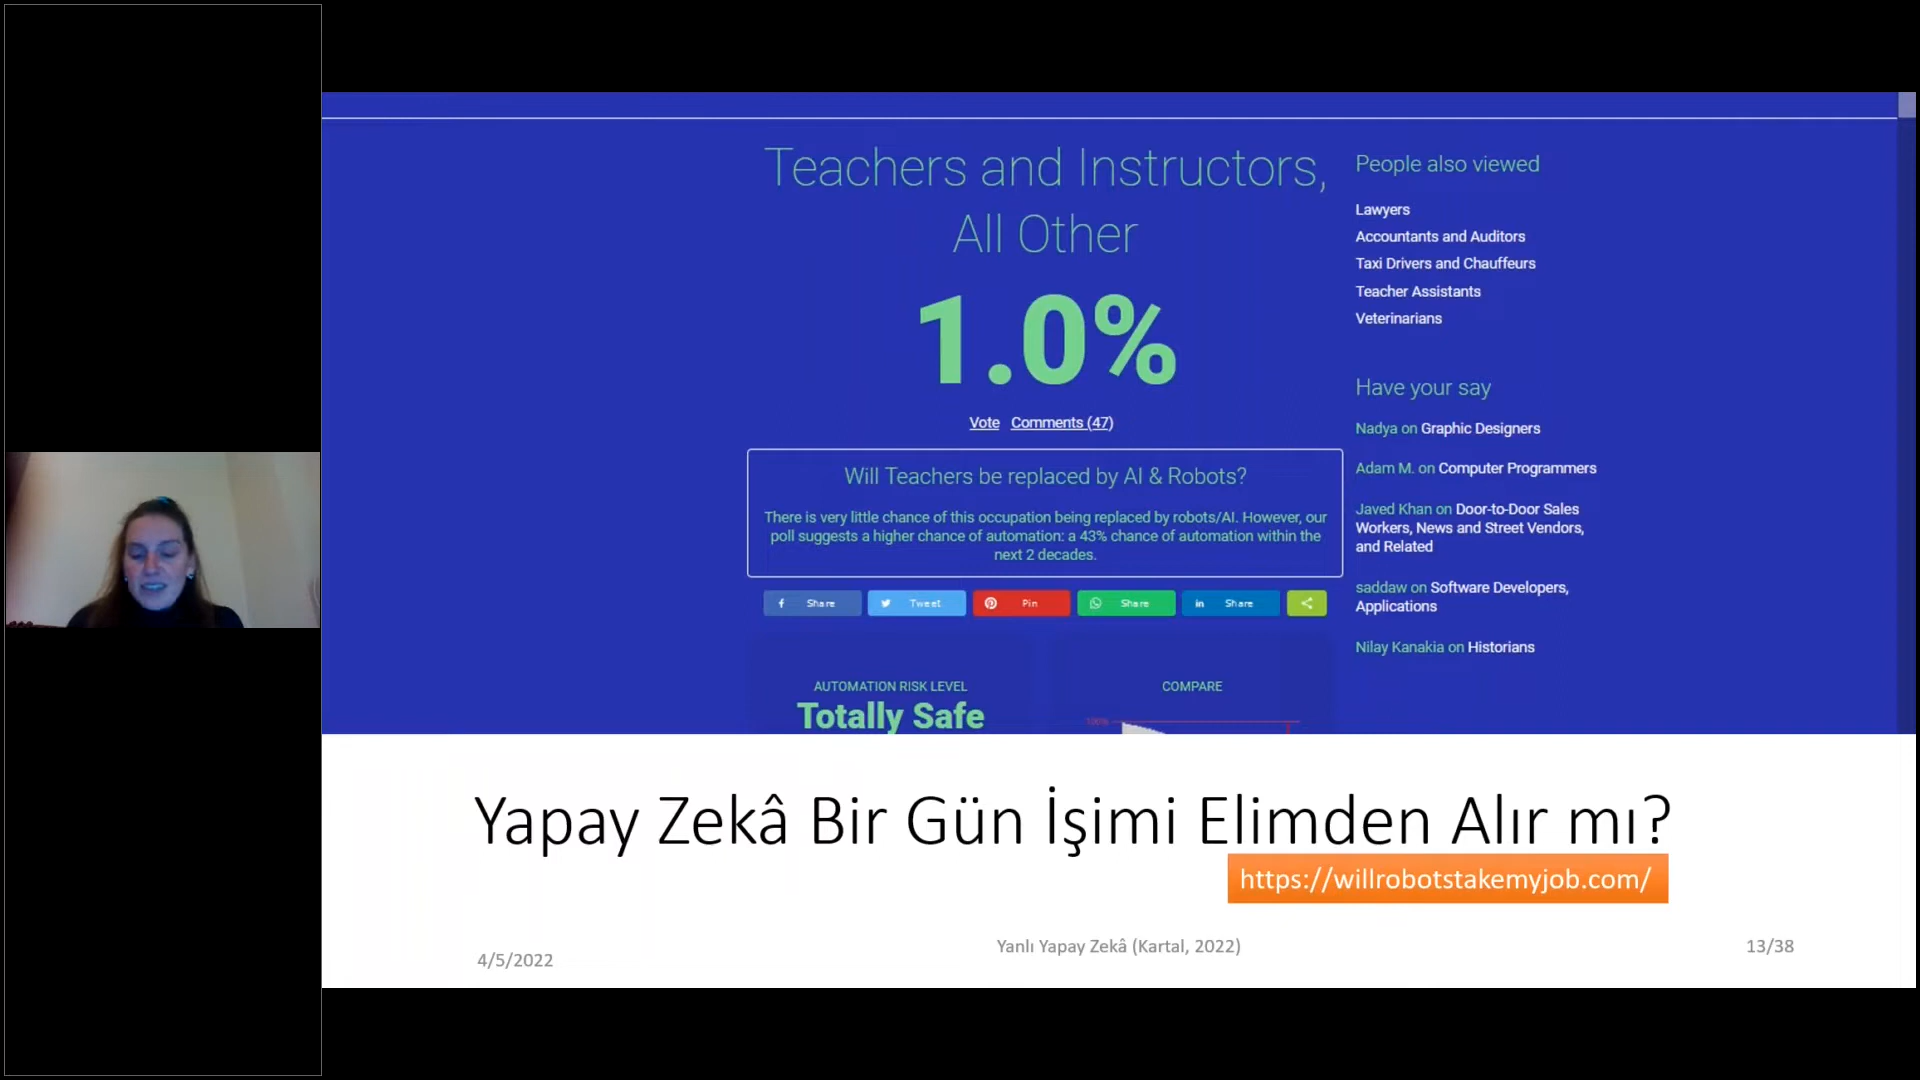 Teachers and Instructors,
All Other
1.0%
Vote Comments (47)
Will Teachers be replaced by AI & Robots?
There is very little chance of this occupation being replaced by robots/AI. However, our
poll suggests a higher chance of automation: a 43% chance of automation within the
next 2 decades.
Share Tweet Pin Share Share
AUTOMATION RISK LEVEL
Totally Safe
COMPARE
100%
People also viewed
Lawyers
Accountants and Auditors
Taxi Drivers and Chauffeurs
Teacher Assistants
Veterinarians
Have your say
Nadya on Graphic Designers
Adam M. on Computer Programmers
Javed Khan on Door-to-Door Sales
Workers, News and Street Vendors,
and Related
saddaw on Software Developers,
Applications
Nilay Kanakia on Historians
Yapay Zekâ Bir Gün İşimi Elimden Alır mı?
https://willrobotstakemyjob.com/
4/5/2022
Yanlı Yapay Zekâ (Kartal, 2022)
13/38